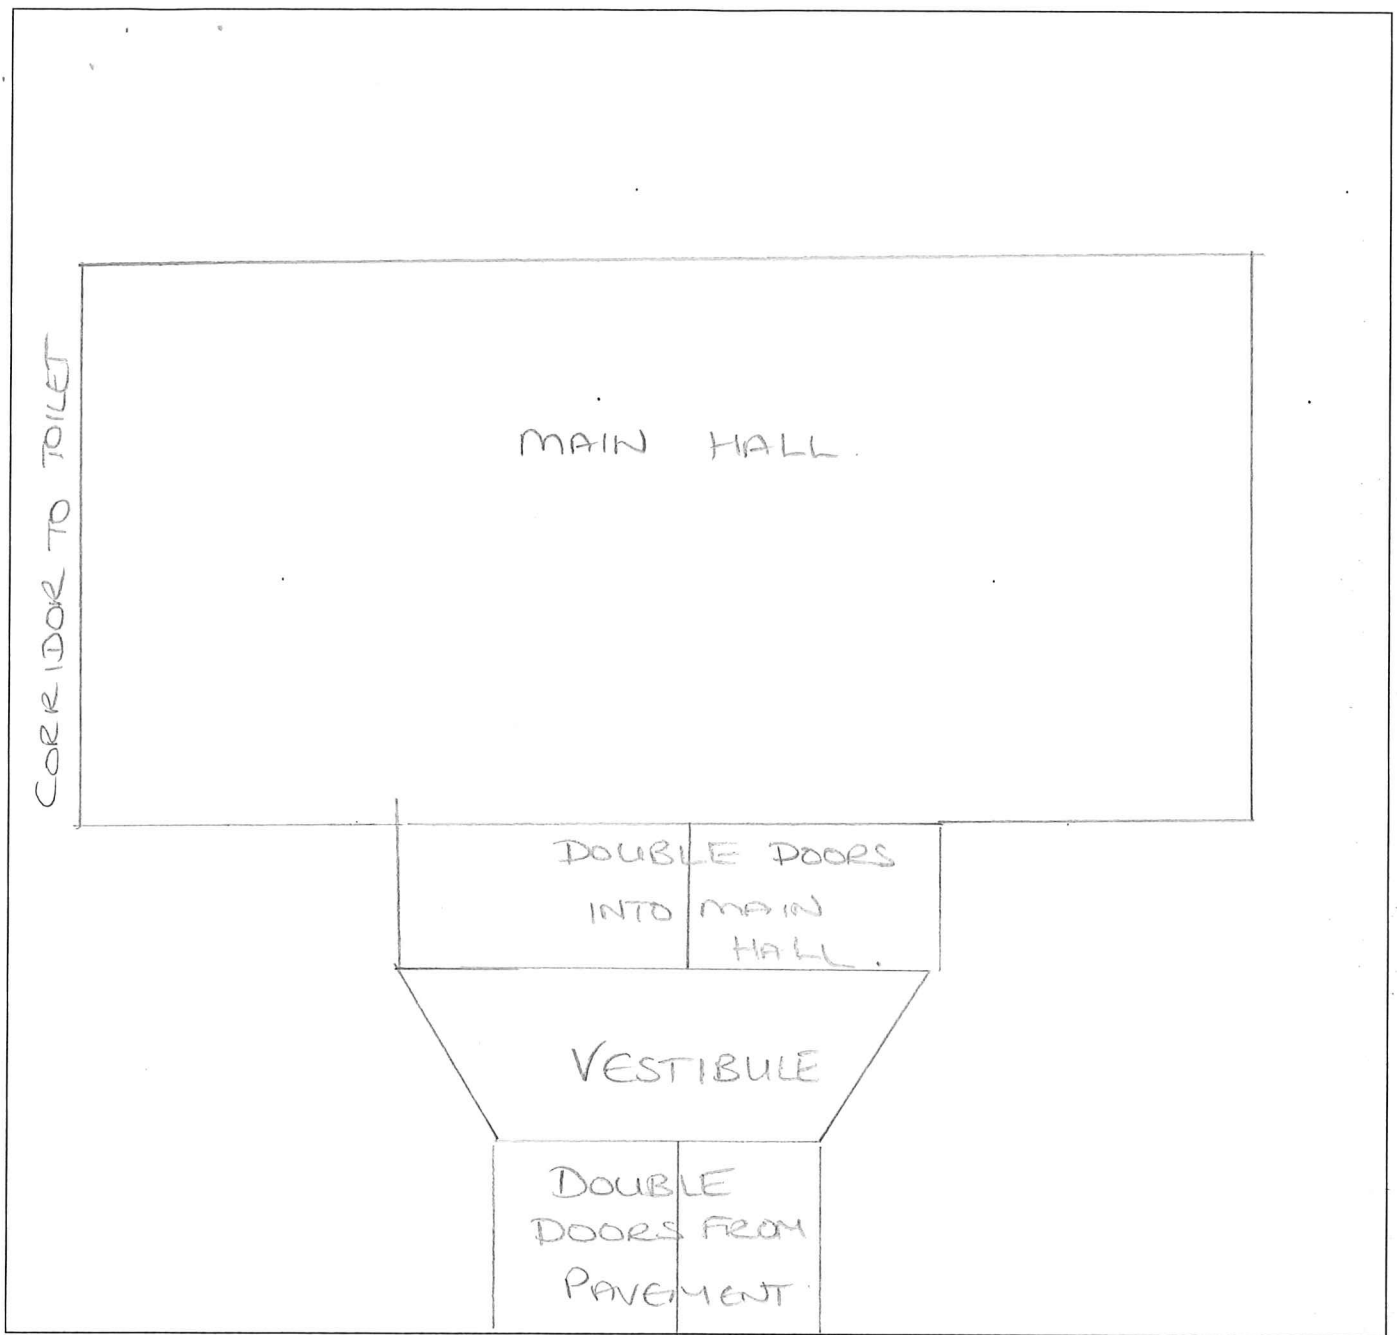 CORRIDOR TO TOILET
MAIN HALL.
DOUBLE DOORS
INTO MAIN
HALL.
VESTIBULE
DOUBLE
DOORS FROM
PAVEMENT